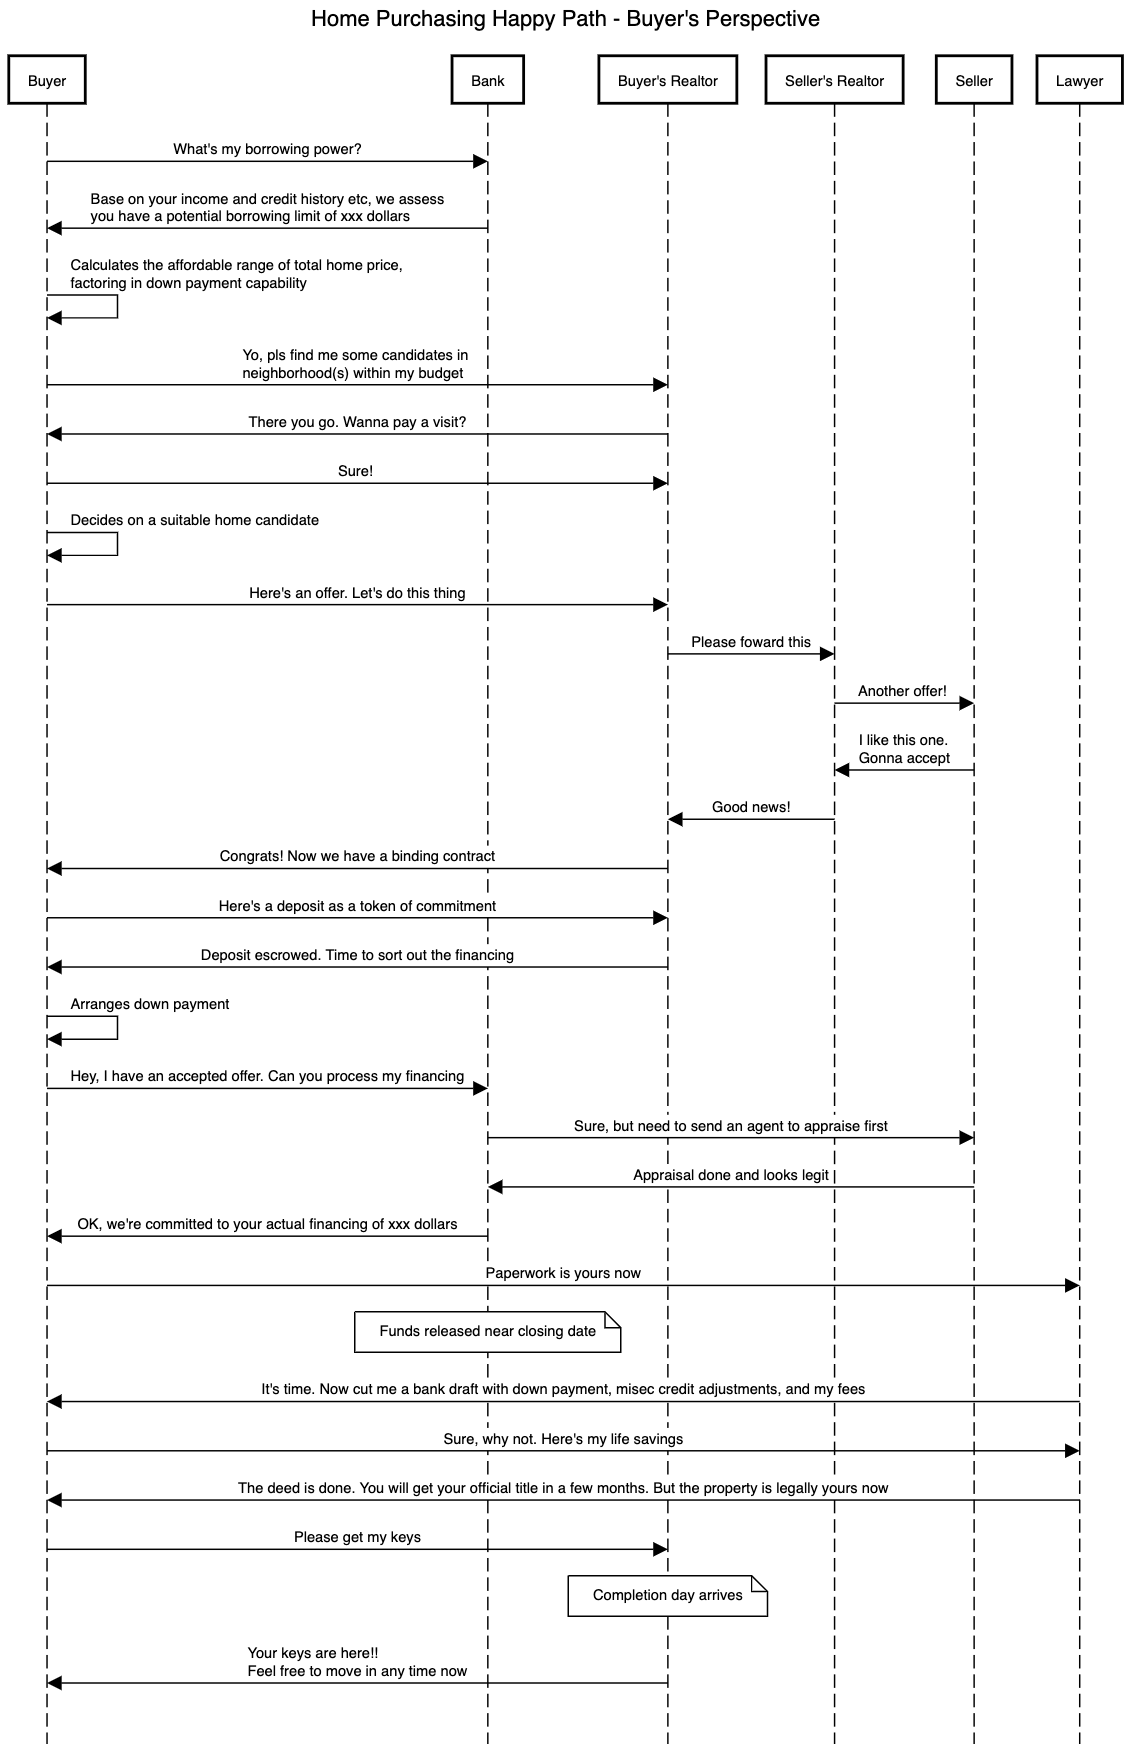 Home Purchasing Happy Path - Buyer's Perspective
Buyer
Bank
Buyer's Realtor
Seller's Realtor
Seller
Lawyer
What's my borrowing power?
Base on your income and credit history etc, we assess
you have a potential borrowing limit of xxx dollars
Calculates the affordable range of total home price,
factoring in down payment capability
Yo, pls find me some candidates in
neighborhood(s) within my budget
There you go. Wanna pay a visit?
Sure!
Decides on a suitable home candidate
Here's an offer. Let's do this thing
Please foward this
Another offer!
I like this one.
Gonna accept
Good news!
Congrats! Now we have a binding contract
Here's a deposit as a token of commitment
Deposit escrowed. Time to sort out the financing
Arranges down payment
Hey, I have an accepted offer. Can you process my financing
Sure, but need to send an agent to appraise first
Appraisal done and looks legit
OK, we're committed to your actual financing of xxx dollars
Paperwork is yours now
Funds released near closing date
It's time. Now cut me a bank draft with down payment, misec credit adjustments, and my fees
Sure, why not. Here's my life savings
The deed is done. You will get your official title in a few months. But the property is legally yours now
Please get my keys
Completion day arrives
Your keys are here!!
Feel free to move in any time now